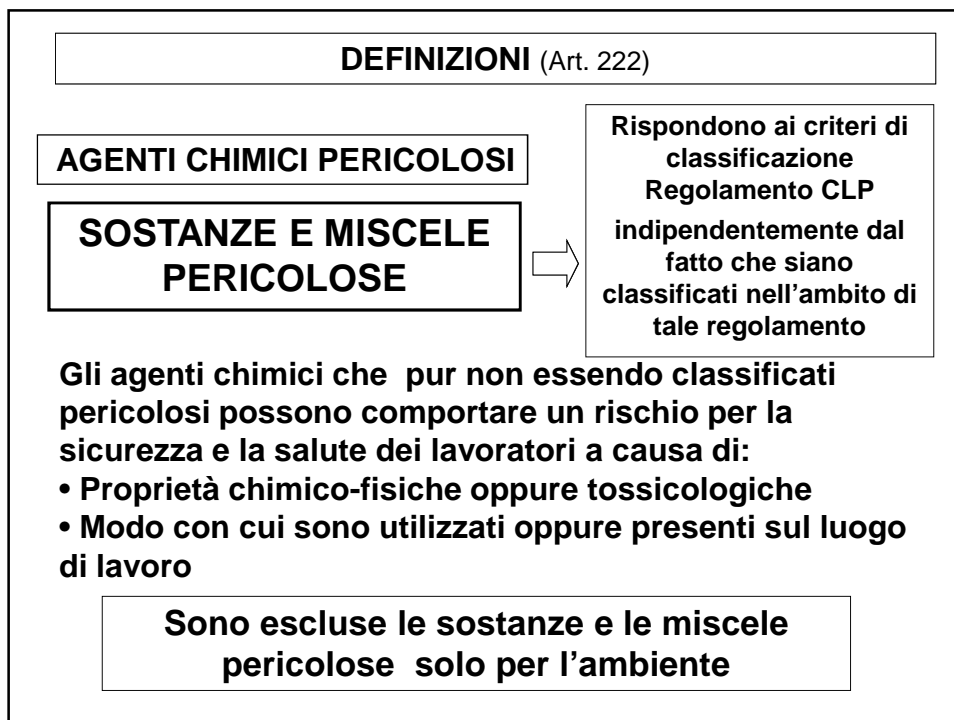 DEFINIZIONI (Art. 222)
AGENTI CHIMICI PERICOLOSI
SOSTANZE E MISCELE
PERICOLOSE
Rispondono ai criteri di
classificazione
Regolamento CLP
indipendentemente dal
fatto che siano
classificati nell’ambito di
tale regolamento
Gli agenti chimici che pur non essendo classificati
pericolosi possono comportare un rischio per la
sicurezza e la salute dei lavoratori a causa di:
• Proprietà chimico-fisiche oppure tossicologiche
• Modo con cui sono utilizzati oppure presenti sul luogo
di lavoro
Sono escluse le sostanze e le miscele
pericolose solo per l’ambiente